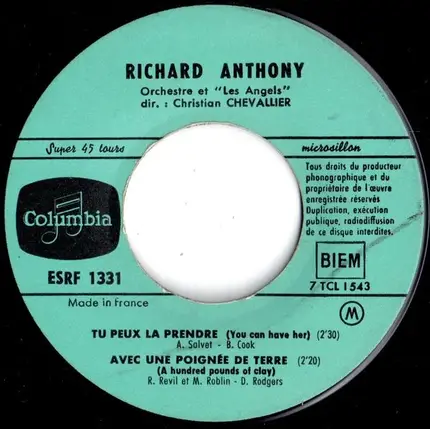 RICHARD ANTHONY
Orchestre et "Les Angels"
dir. : Christian CHEVALLIER
Super 45 tours
microsillon
Columbia
ESRF 1331
Made in France
Tous droits du producteur
phonographique et du
propriétaire de l'œuvre
enregistrée réservés
Duplication, exécution
publique, radiodiffusion
de ce disque interdites.
BIEM
7 TCL 1543
M
TU PEUX LA PRENDRE (You can have her) (2'30)
A. Salvet - B. Cook
AVEC UNE POIGNÉE DE TERRE (2'20)
(A hundred pounds of clay)
R. Revil et M. Roblin - D. Rodgers